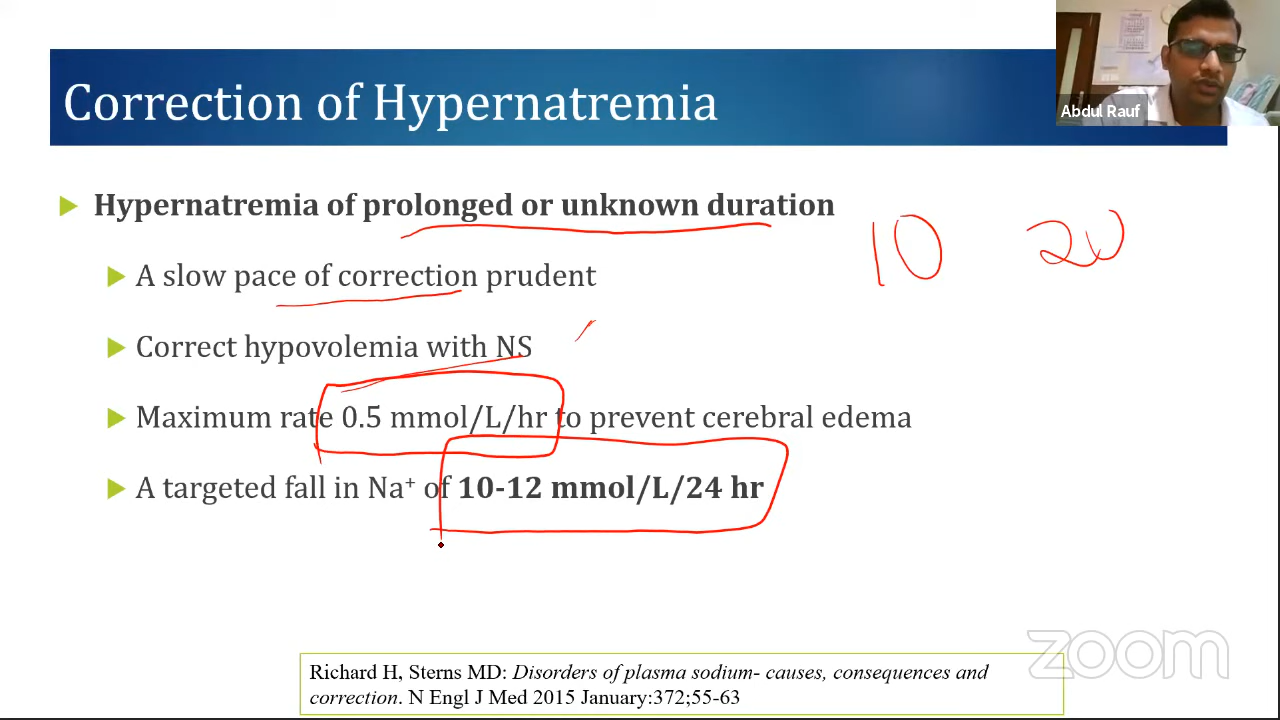 Correction of Hypernatremia
Abdul Rauf
Hypernatremia of prolonged or unknown duration
10 20
A slow pace of correction prudent
Correct hypovolemia with NS
Maximum rate 0.5 mmol/L/hr to prevent cerebral edema
A targeted fall in Na⁺ of 10-12 mmol/L/24 hr
zoom
Richard H, Sterns MD: Disorders of plasma sodium- causes, consequences and
correction. N Engl J Med 2015 January:372;55-63